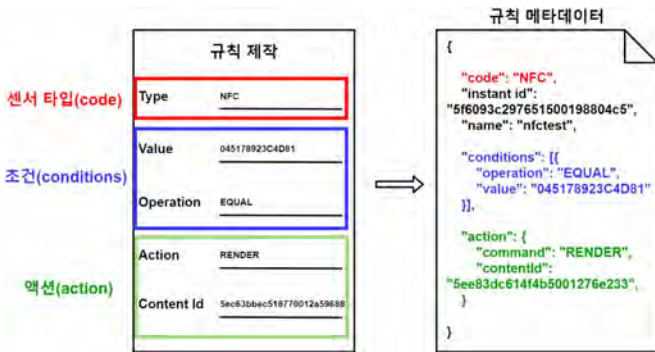 규칙 메타데이터
규칙 제작
센서 타입(code)
Type NFC
조건(conditions)
Value 045178923C4D81
Operation EQUAL
액션(action)
Action RENDER
Content Id 5ec63bbec518770012a59688
{
"code": "NFC",
"instant id":
"5f6093c297651500198804c5",
"name": "nfctest",
"conditions": [{
"operation": "EQUAL",
"value": "045178923C4D81"
}],
"action": {
"command": "RENDER",
"contentId":
"5ee83dc614f4b5001276e233",
}
}